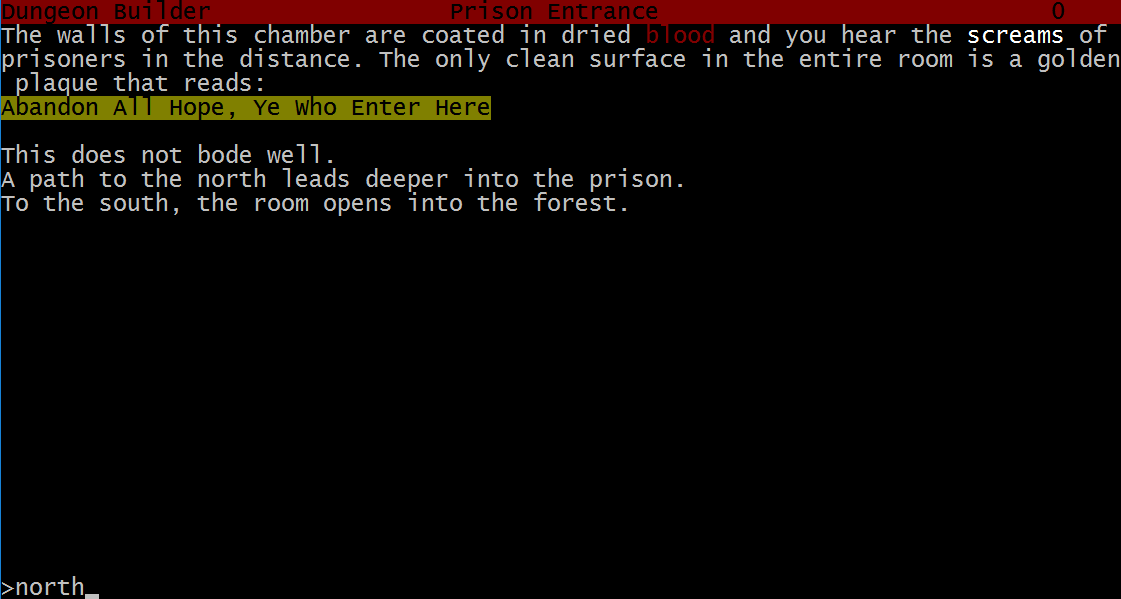 Dungeon Builder Prison Entrance 0
The walls of this chamber are coated in dried blood and you hear the screams of
prisoners in the distance. The only clean surface in the entire room is a golden
plaque that reads:
Abandon All Hope, Ye Who Enter Here
This does not bode well.
A path to the north leads deeper into the prison.
To the south, the room opens into the forest.
>north_